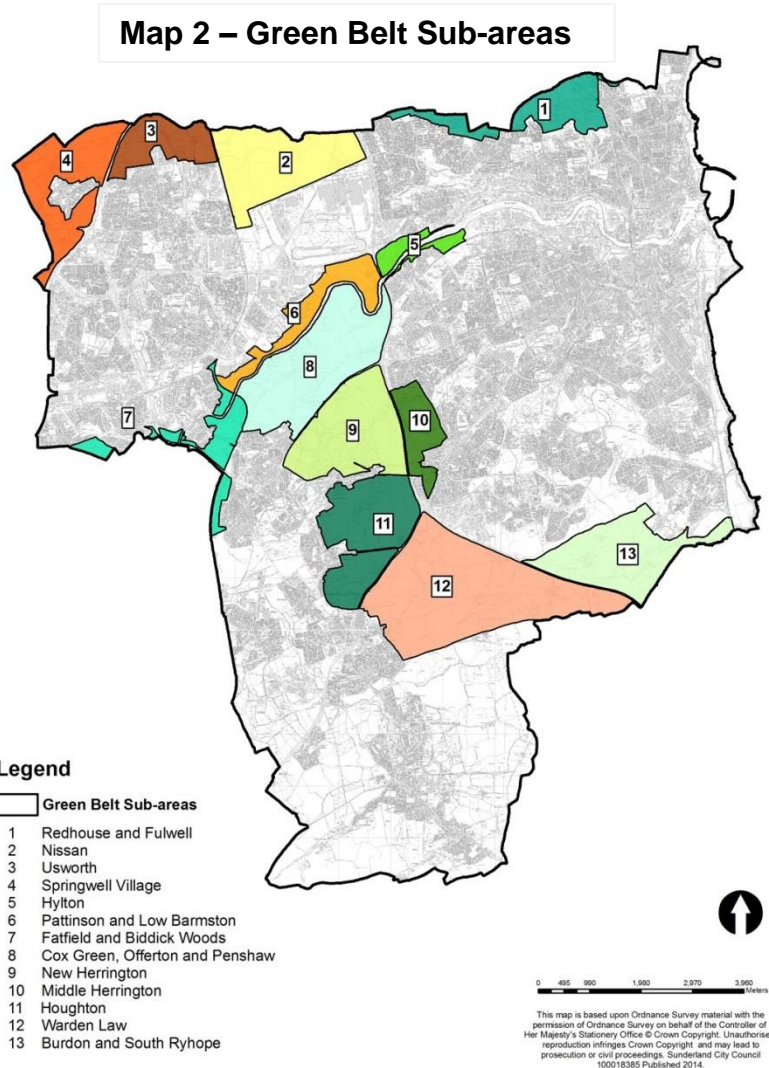 Map 2 – Green Belt Sub-areas
1
3
4
2
5
6
8
7
10
9
11
13
12
Legend
Green Belt Sub-areas
1 Redhouse and Fulwell
2 Nissan
3 Usworth
4 Springwell Village
5 Hylton
6 Pattinson and Low Barmston
7 Fatfield and Biddick Woods
8 Cox Green, Offerton and Penshaw
9 New Herrington
10 Middle Herrington
11 Houghton
12 Warden Law
13 Burdon and South Ryhope
0 495 990 1,980 2,970 3,960
Meters
This map is based upon Ordnance Survey material with the
permission of Ordnance Survey on behalf of the Controller of
Her Majesty's Stationery Office © Crown Copyright. Unauthorise
reproduction infringes Crown Copyright and may lead to
prosecution or civil proceedings. Sunderland City Council
100018385 Published 2014.